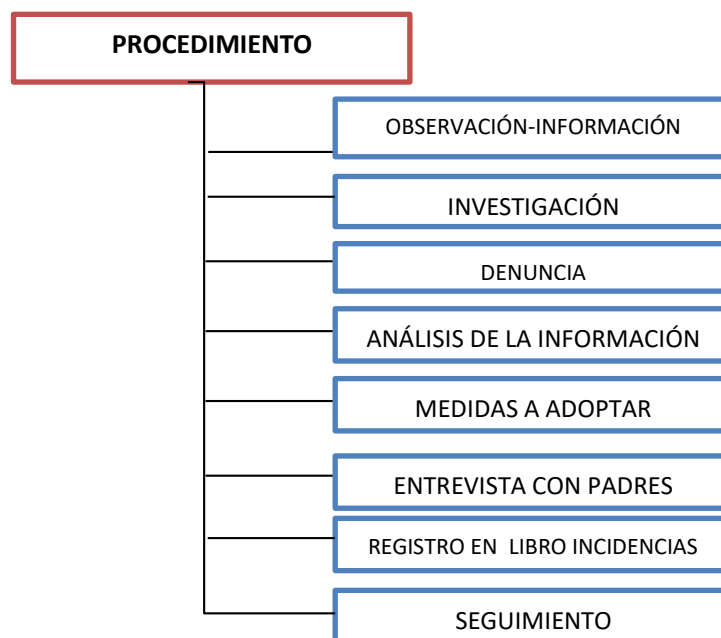 PROCEDIMIENTO
OBSERVACIÓN-INFORMACIÓN
INVESTIGACIÓN
DENUNCIA
ANÁLISIS DE LA INFORMACIÓN
MEDIDAS A ADOPTAR
ENTREVISTA CON PADRES
REGISTRO EN LIBRO INCIDENCIAS
SEGUIMIENTO